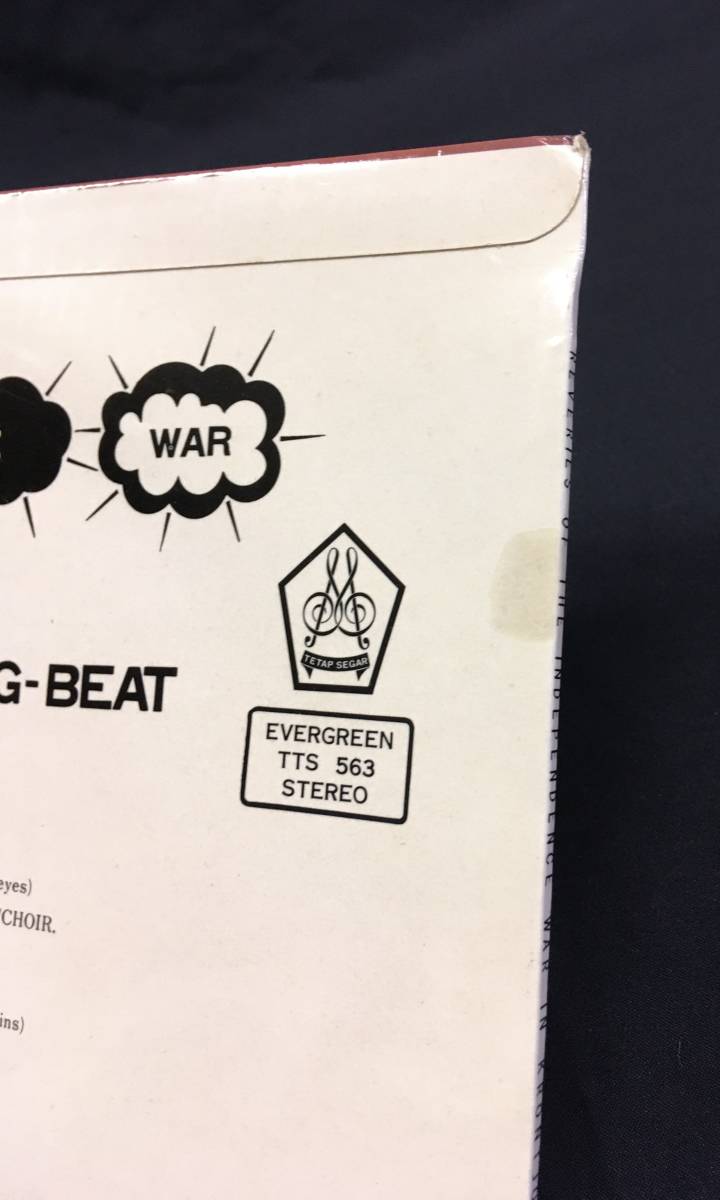 WAR
TETAP SEGAR
G-BEAT
EVERGREEN
TTS 563
STEREO
eyes)
CHOIR.
ins)
REVERIES OF THE INDEPENDENCE WAR IN